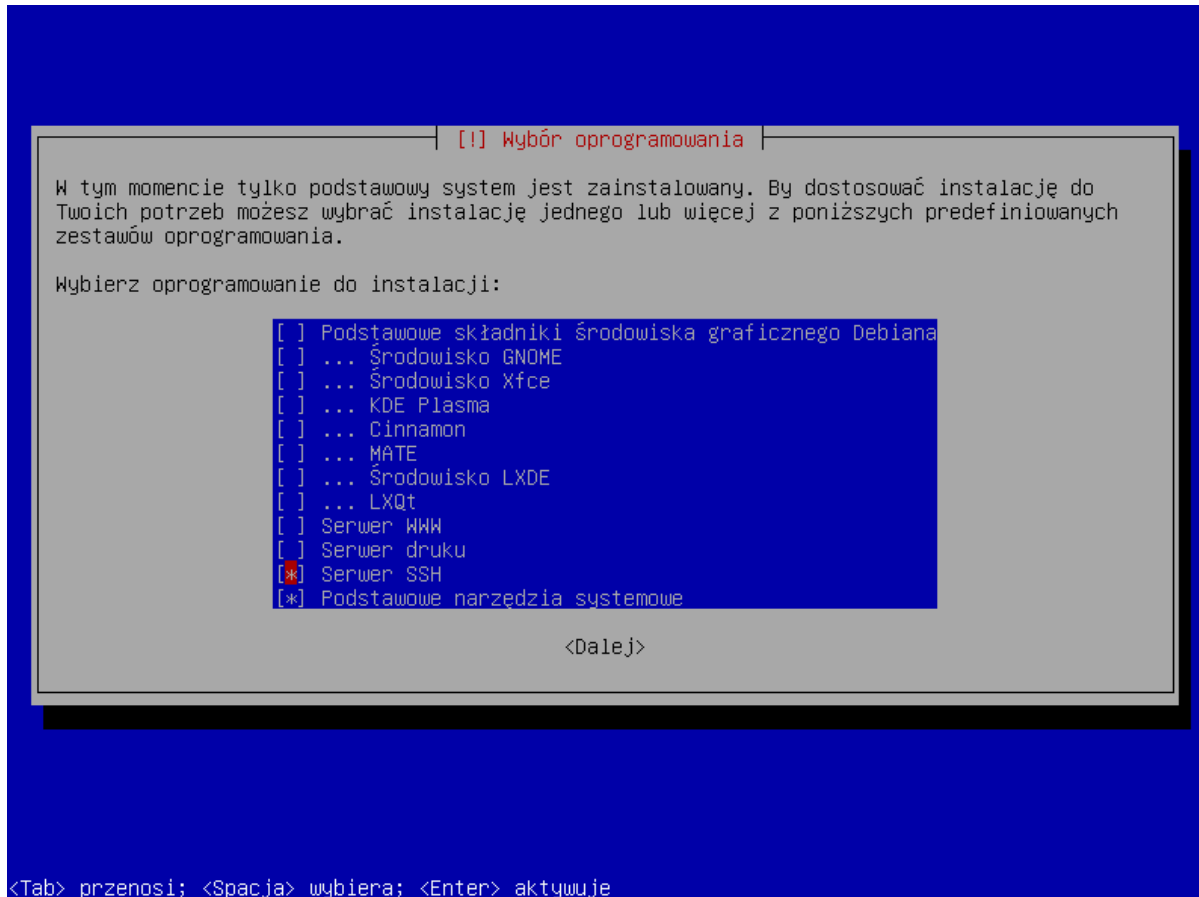 [!] Wybór oprogramowania
W tym momencie tylko podstawowy system jest zainstalowany. By dostosować instalację do
Twoich potrzeb możesz wybrać instalację jednego lub więcej z poniższych predefiniowanych
zestawów oprogramowania.
Wybierz oprogramowanie do instalacji:
[ ] Podstawowe składniki środowiska graficznego Debiana
[ ] ... Środowisko GNOME
[ ] ... Środowisko Xfce
[ ] ... KDE Plasma
[ ] ... Cinnamon
[ ] ... MATE
[ ] ... Środowisko LXDE
[ ] ... LXQt
[ ] Serwer WWW
[ ] Serwer druku
[*] Serwer SSH
[*] Podstawowe narzędzia systemowe
<Dalej>
<Tab> przenosi; <Spacja> wybiera; <Enter> aktywuje